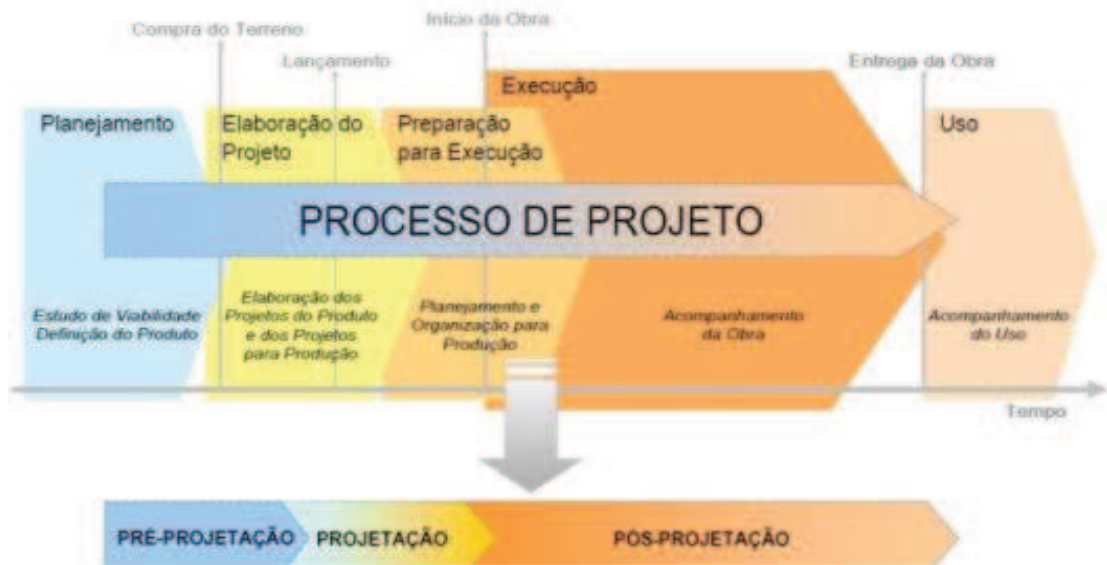 Compra do Terreno
Lançamento
Início da Obra
Entrega da Obra
Planejamento
Elaboração do
Projeto
Preparação
para Execução
Execução
Uso
PROCESSO DE PROJETO
Estudo de Viabilidade
Definição do Produto
Elaboração dos
Projetos do Produto
e dos Projetos
para Produção
Planejamento e
Organização para
Produção
Acompanhamento
da Obra
Acompanhamento
do Uso
Tempo
PRÉ-PROJETAÇÃO
PROJETAÇÃO
PÓS-PROJETAÇÃO